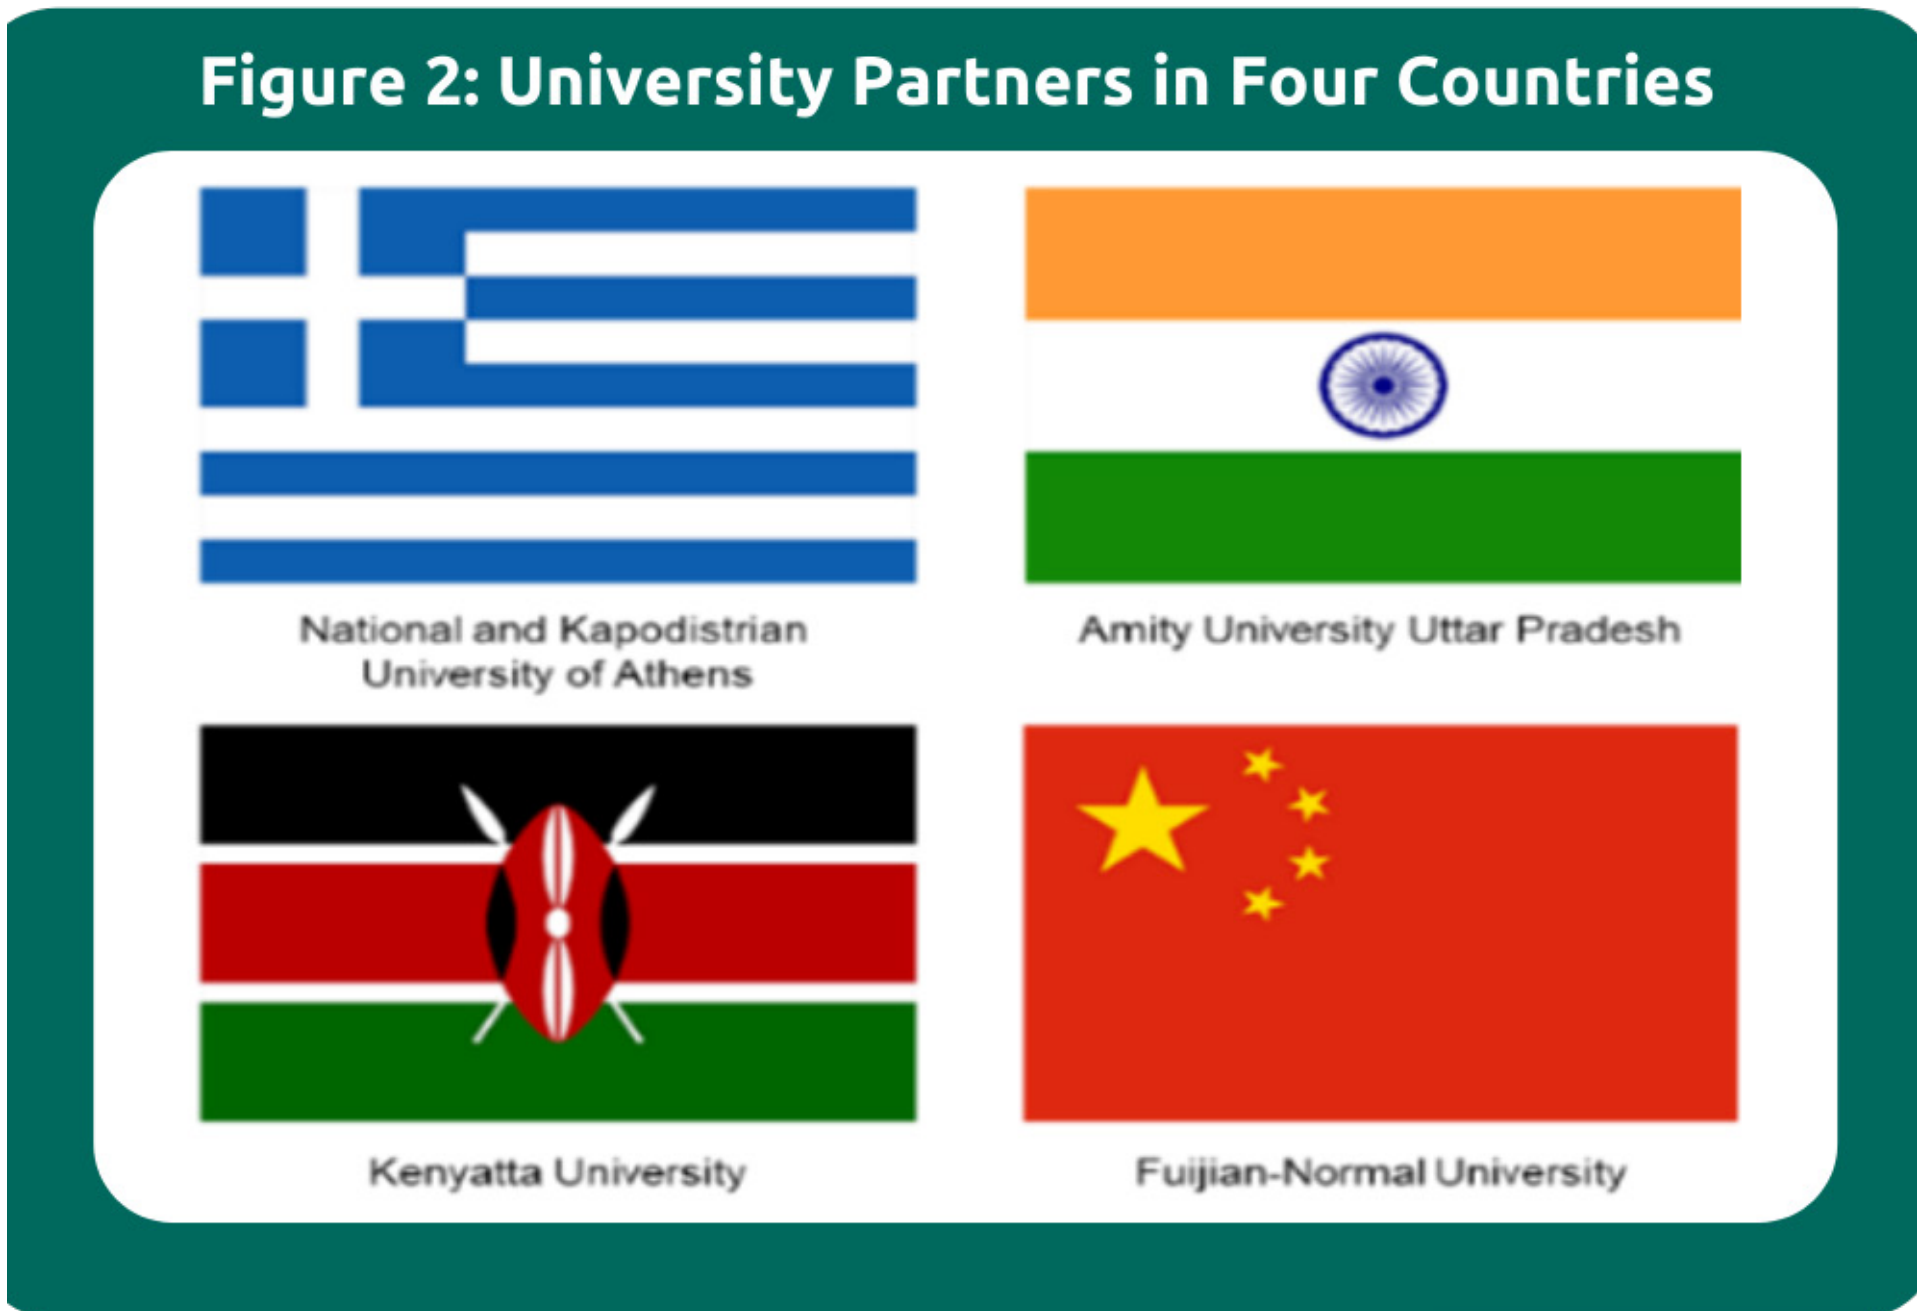 Figure 2: University Partners in Four Countries
National and Kapodistrian
University of Athens
Amity University Uttar Pradesh
Kenyatta University
Fuijian-Normal University